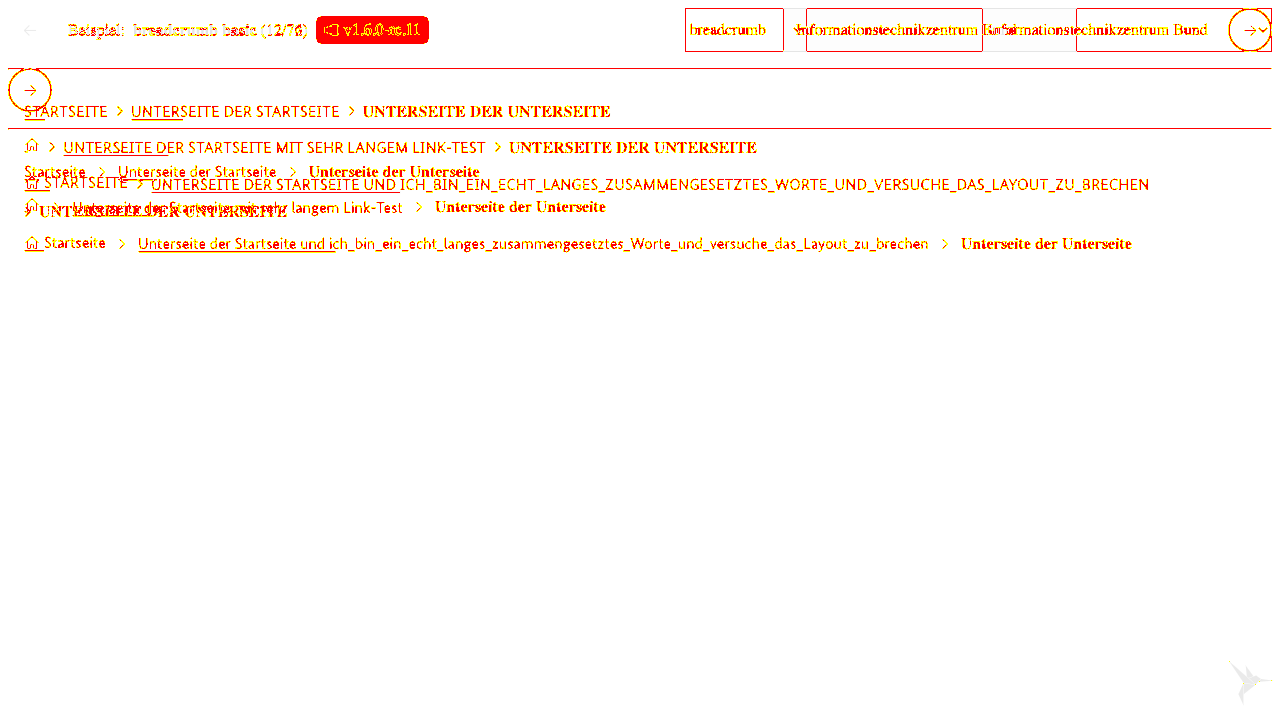 Beispiel: breadcrumb basin (12/76) v1.6.0-rc.11 breadcrumb Informationstechnikzentrum Informationstechnikzentrum Bund
STARTSEITE UNTERSEITE DER STARTSEITE UNTERSEITE DER UNTERSEITE
UNTERSEITE DER STARTSEITE MIT SEHR LANGEM LINK-TEST UNTERSEITE DER UNTERSEITE
Startseite Unterseite der Startseite Unterseite der Unterseite
STARTSEITE UNTERSEITE DER STARTSEITE UND ICH_BIN_EIN_ECHT_LANGES_ZUSAMMENGESETZTES_WORTE_UND_VERSUCHE_DAS_LAYOUT_ZU_BRECHEN
Unterseite der Startseite mit sehr langem Link-Test Unterseite der Unterseite
UNTERSEITE DER UNTERSEITE
Startseite Unterseite der Startseite und ich_bin_ein_echt_langes_zusammengesetztes_Worte_und_versuche_das_Layout_zu_brechen Unterseite der Unterseite